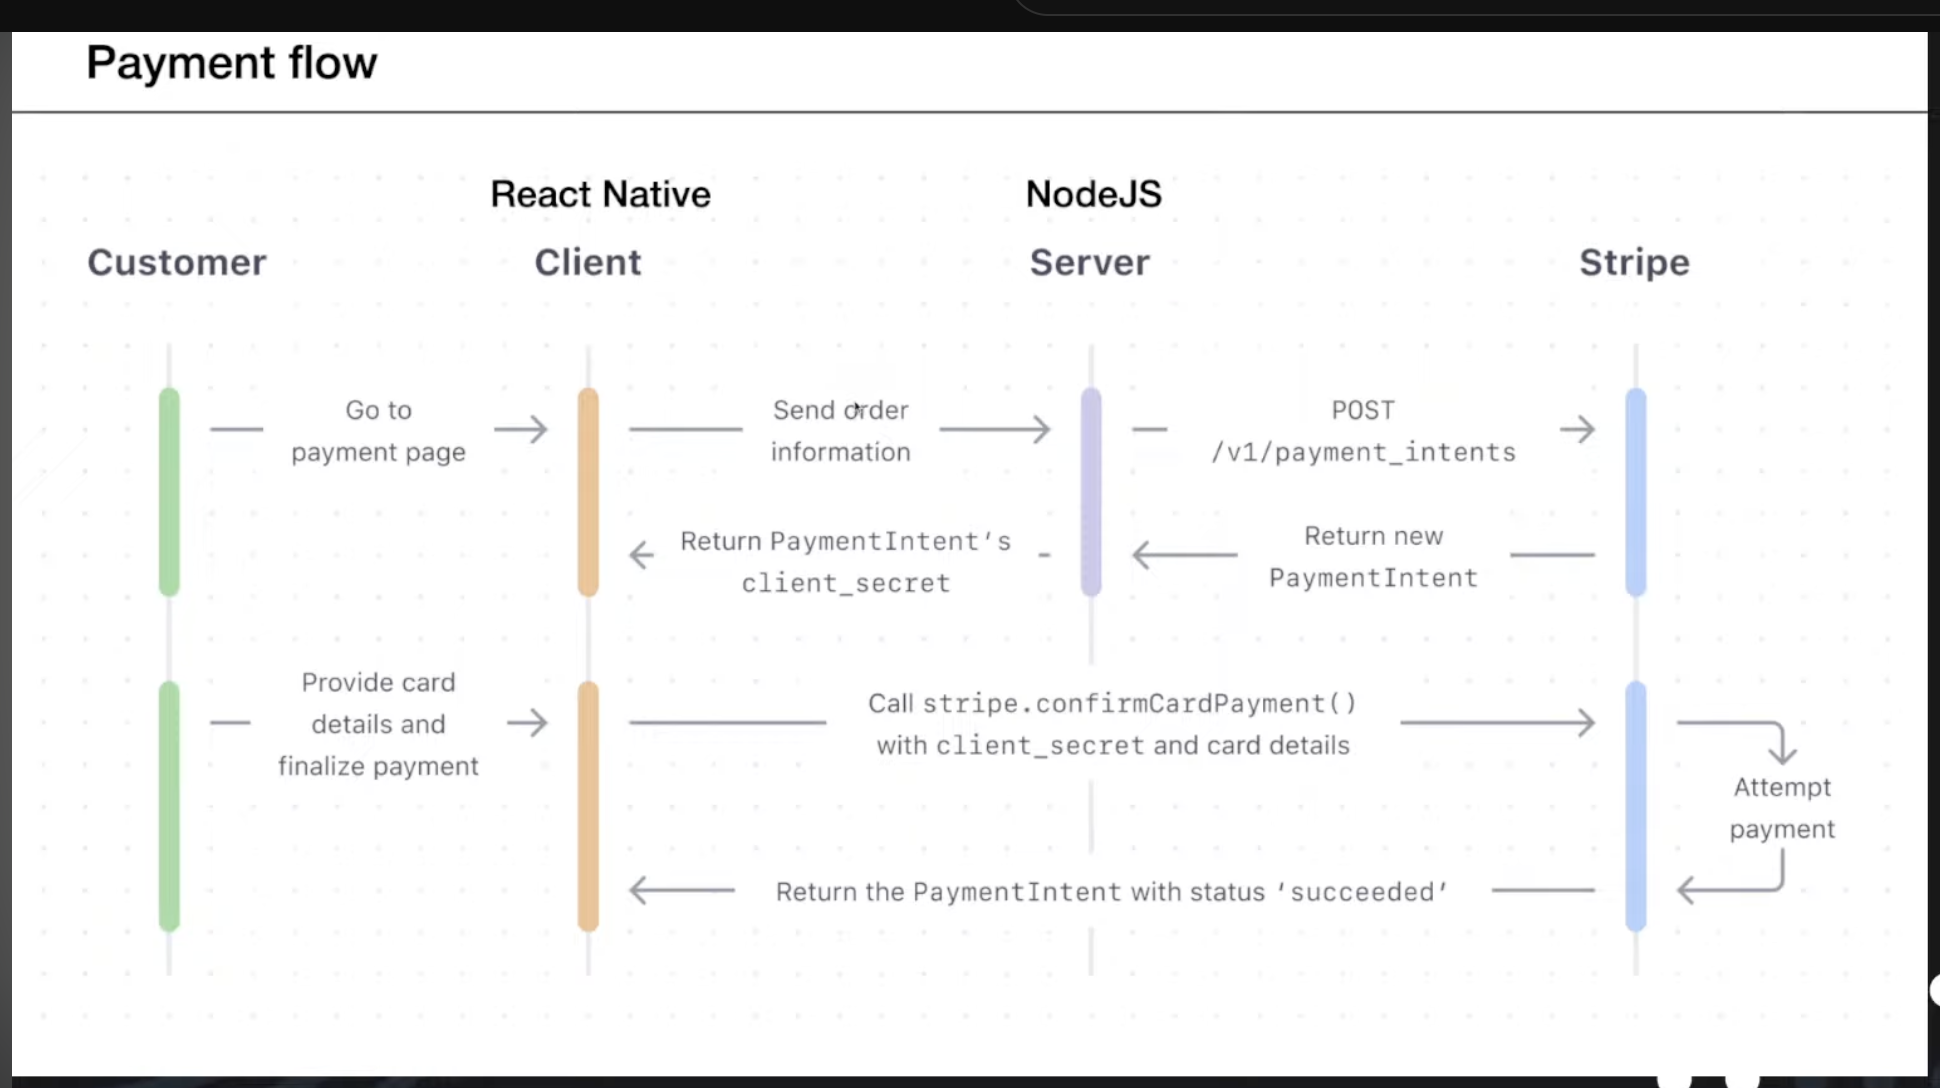 Payment flow
React Native
NodeJS
Customer
Client
Server
Stripe
Go to
payment page
Send order
information
POST
/v1/payment_intents
Return PaymentIntent's
client_secret
Return new
PaymentIntent
Provide card
details and
finalize payment
Call stripe.confirmCardPayment()
with client_secret and card details
Attempt
payment
Return the PaymentIntent with status 'succeeded'